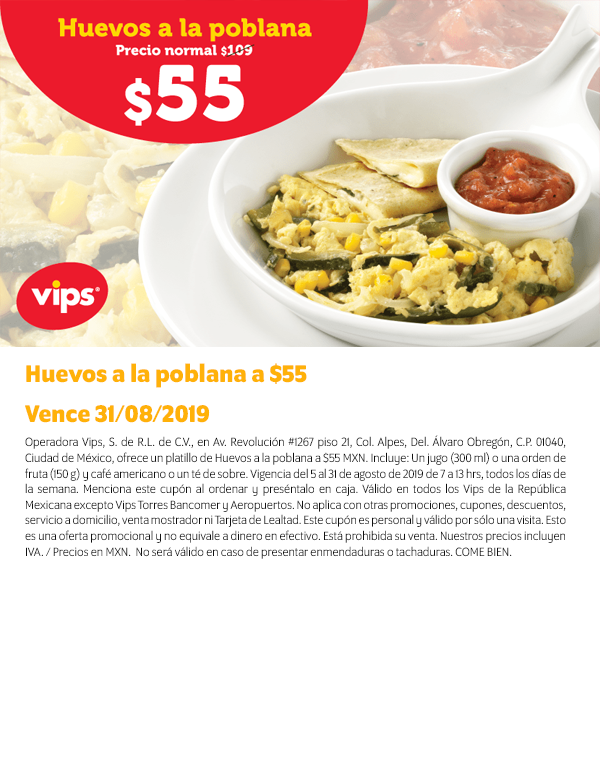 Huevos a la poblana
Precio normal $109
$55
vips
Huevos a la poblana a $55
Vence 31/08/2019
Operadora Vips, S. de R.L. de C.V., en Av. Revolución #1267 piso 21, Col. Alpes, Del. Álvaro Obregón, C.P. 01040,
Ciudad de México, ofrece un platillo de Huevos a la poblana a $55 MXN. Incluye: Un jugo (300 ml) o una orden de
fruta (150 g) y café americano o un té de sobre. Vigencia del 5 al 31 de agosto de 2019 de 7 a 13 hrs, todos los días de
la semana. Menciona este cupón al ordenar y preséntalo en caja. Válido en todos los Vips de la República
Mexicana excepto Vips Torres Bancomer y Aeropuertos. No aplica con otras promociones, cupones, descuentos,
servicio a domicilio, venta mostrador ni Tarjeta de Lealtad. Este cupón es personal y válido por sólo una visita. Esto
es una oferta promocional y no equivale a dinero en efectivo. Está prohibida su venta. Nuestros precios incluyen
IVA. / Precios en MXN. No será válido en caso de presentar enmendaduras o tachaduras. COME BIEN.